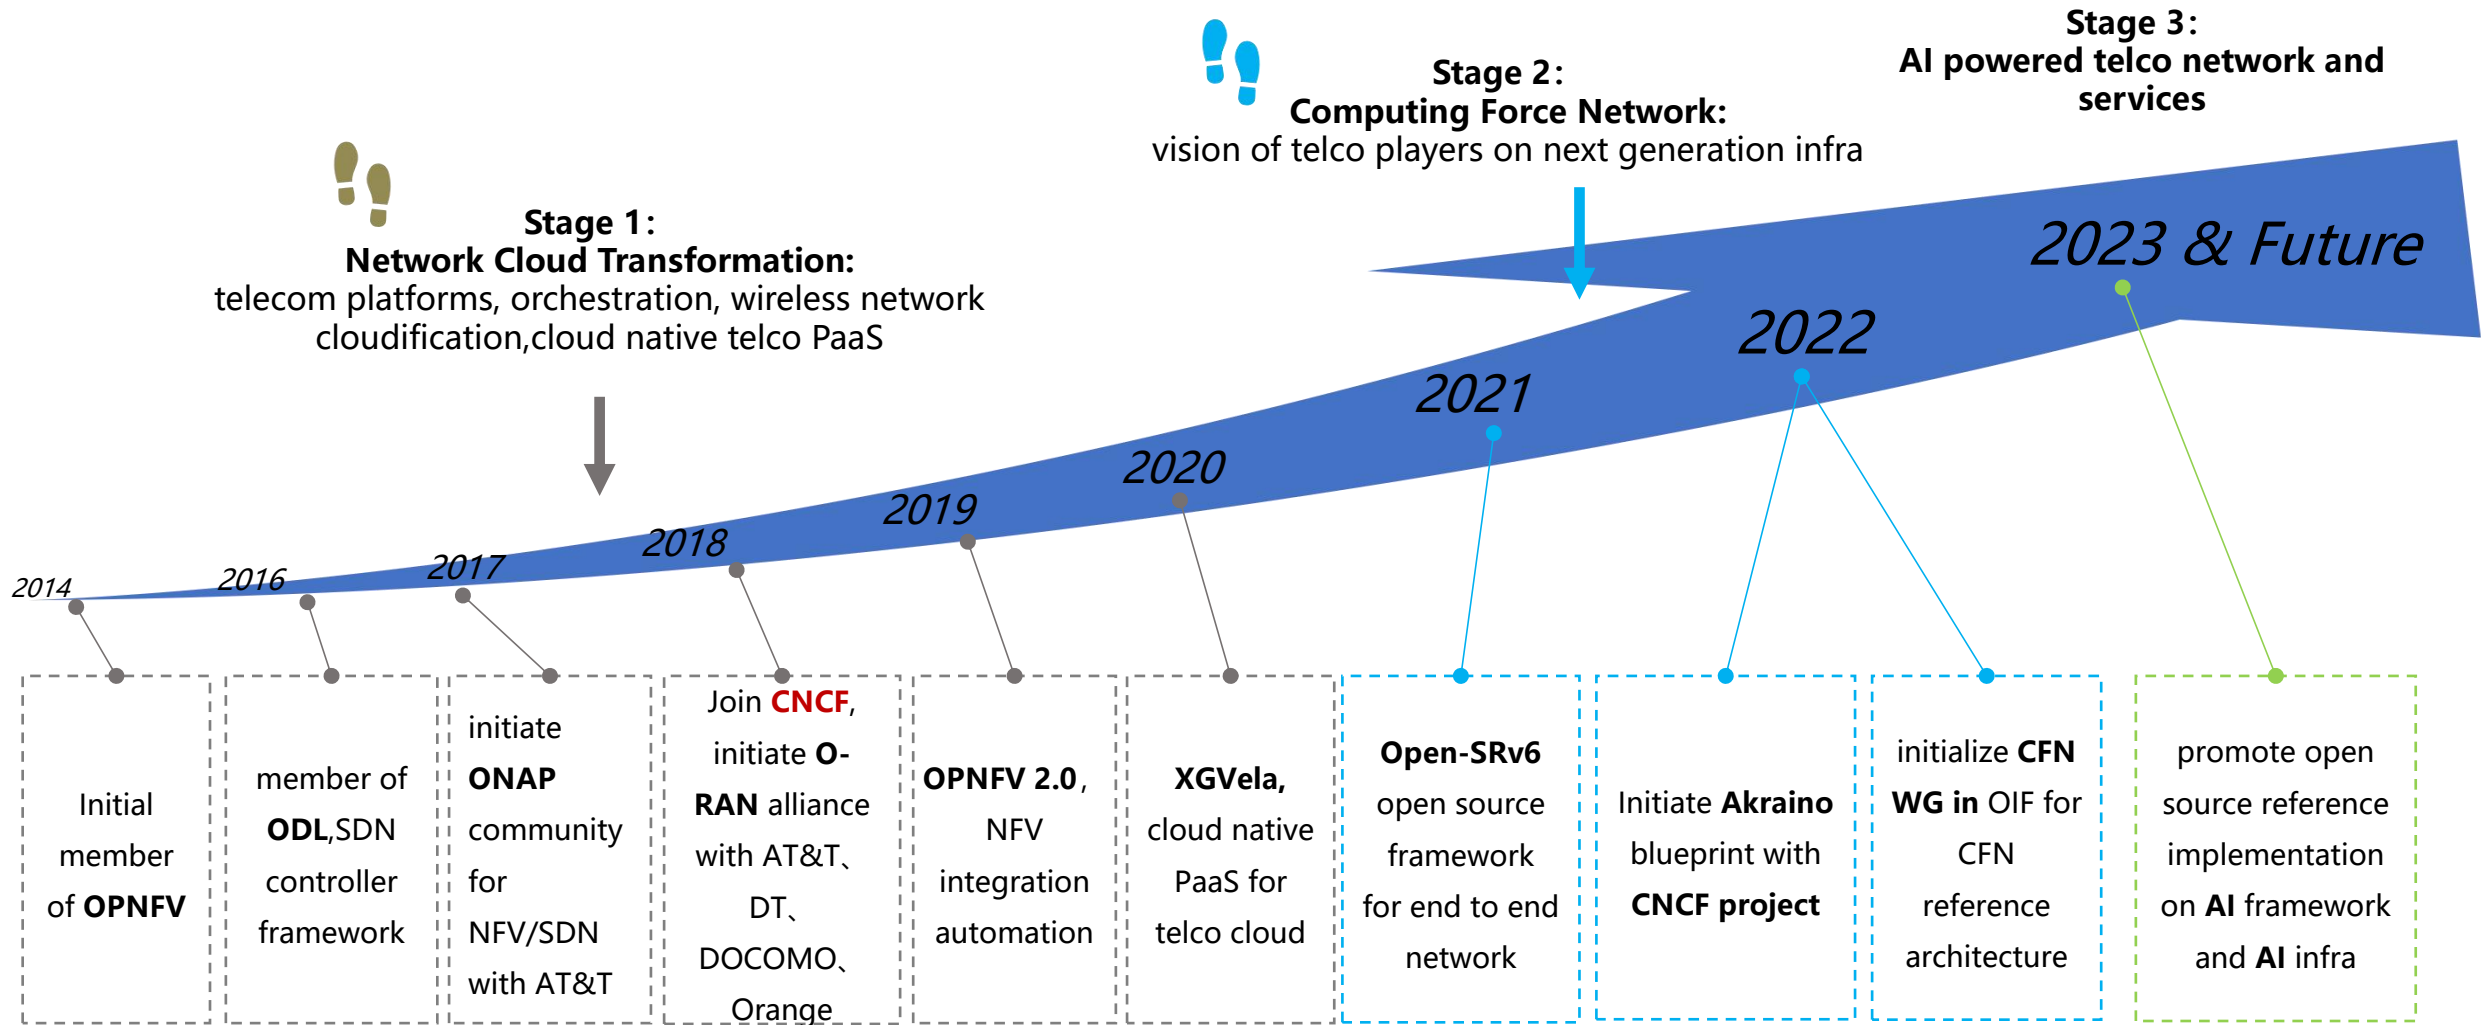 Stage 1：
Network Cloud Transformation:
telecom platforms, orchestration, wireless network
cloudification,cloud native telco PaaS
Stage 2：
Computing Force Network:
vision of telco players on next generation infra
Stage 3：
AI powered telco network and
services
2014
2016
2017
2018
2019
2020
2021
2022
2023 & Future
Initial
member
of OPNFV
member of
ODL,SDN
controller
framework
initiate
ONAP
community
for
NFV/SDN
with AT&T
Join CNCF,
initiate O-
RAN alliance
with AT&T、
DT、
DOCOMO、
Orange
OPNFV 2.0,
NFV
integration
automation
XGVela,
cloud native
PaaS for
telco cloud
Open-SRv6
open source
framework
for end to end
network
Initiate Akraino
blueprint with
CNCF project
initialize CFN
WG in OIF for
CFN
reference
architecture
promote open
source reference
implementation
on AI framework
and AI infra